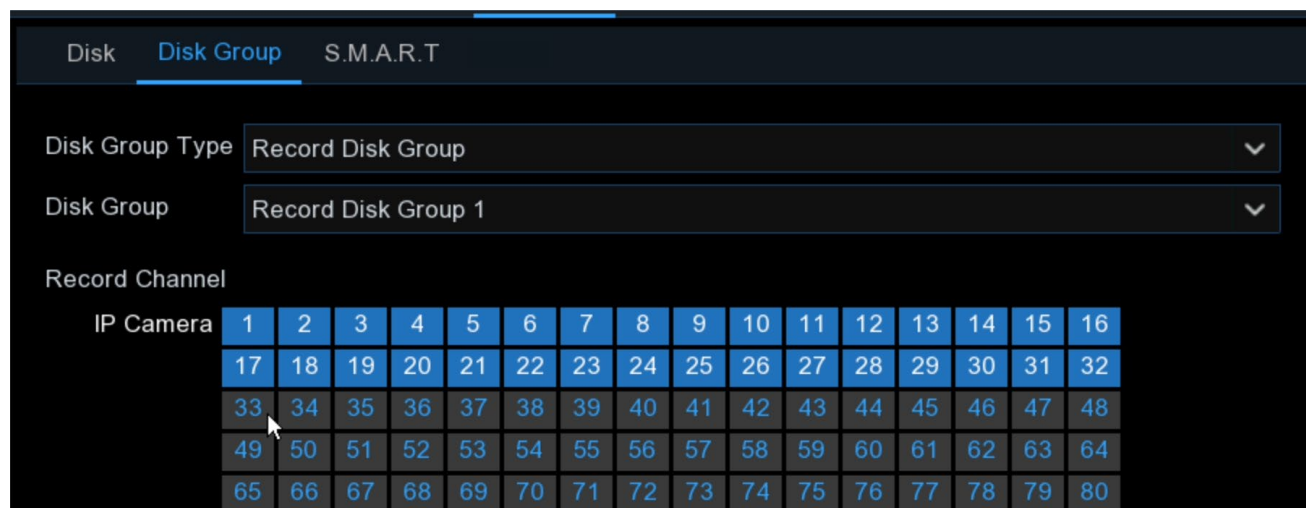 Disk Disk Group S.M.A.R.T
Disk Group Type Record Disk Group
Disk Group Record Disk Group 1
Record Channel
IP Camera 1 2 3 4 5 6 7 8 9 10 11 12 13 14 15 16
17 18 19 20 21 22 23 24 25 26 27 28 29 30 31 32
33 34 35 36 37 38 39 40 41 42 43 44 45 46 47 48
49 50 51 52 53 54 55 56 57 58 59 60 61 62 63 64
65 66 67 68 69 70 71 72 73 74 75 76 77 78 79 80